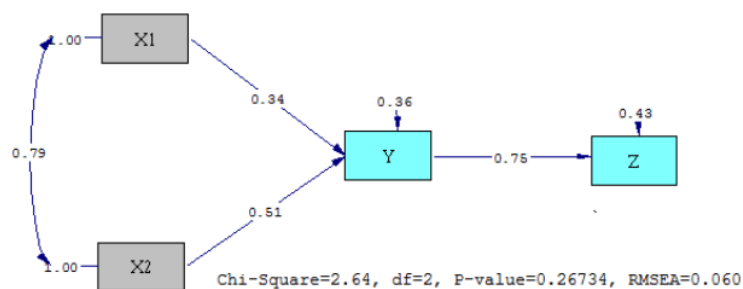 1.00
X1
0.34
0.36
0.43
0.79
Y
0.75
Z
0.51
1.00
X2
Chi-Square=2.64, df=2, P-value=0.26734, RMSEA=0.060